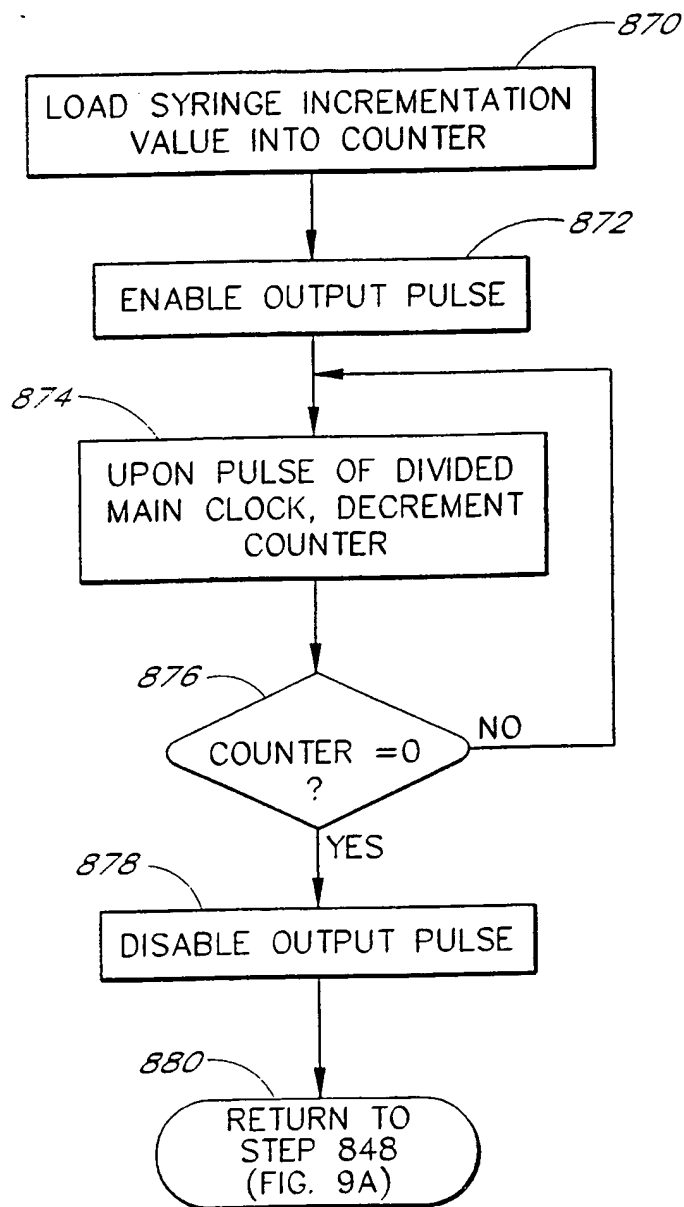 870
LOAD SYRINGE INCREMENTATION
VALUE INTO COUNTER
872
ENABLE OUTPUT PULSE
874
UPON PULSE OF DIVIDED
MAIN CLOCK, DECREMENT
COUNTER
876
COUNTER =0
?
NO
YES
878
DISABLE OUTPUT PULSE
880
RETURN TO
STEP 848
(FIG. 9A)